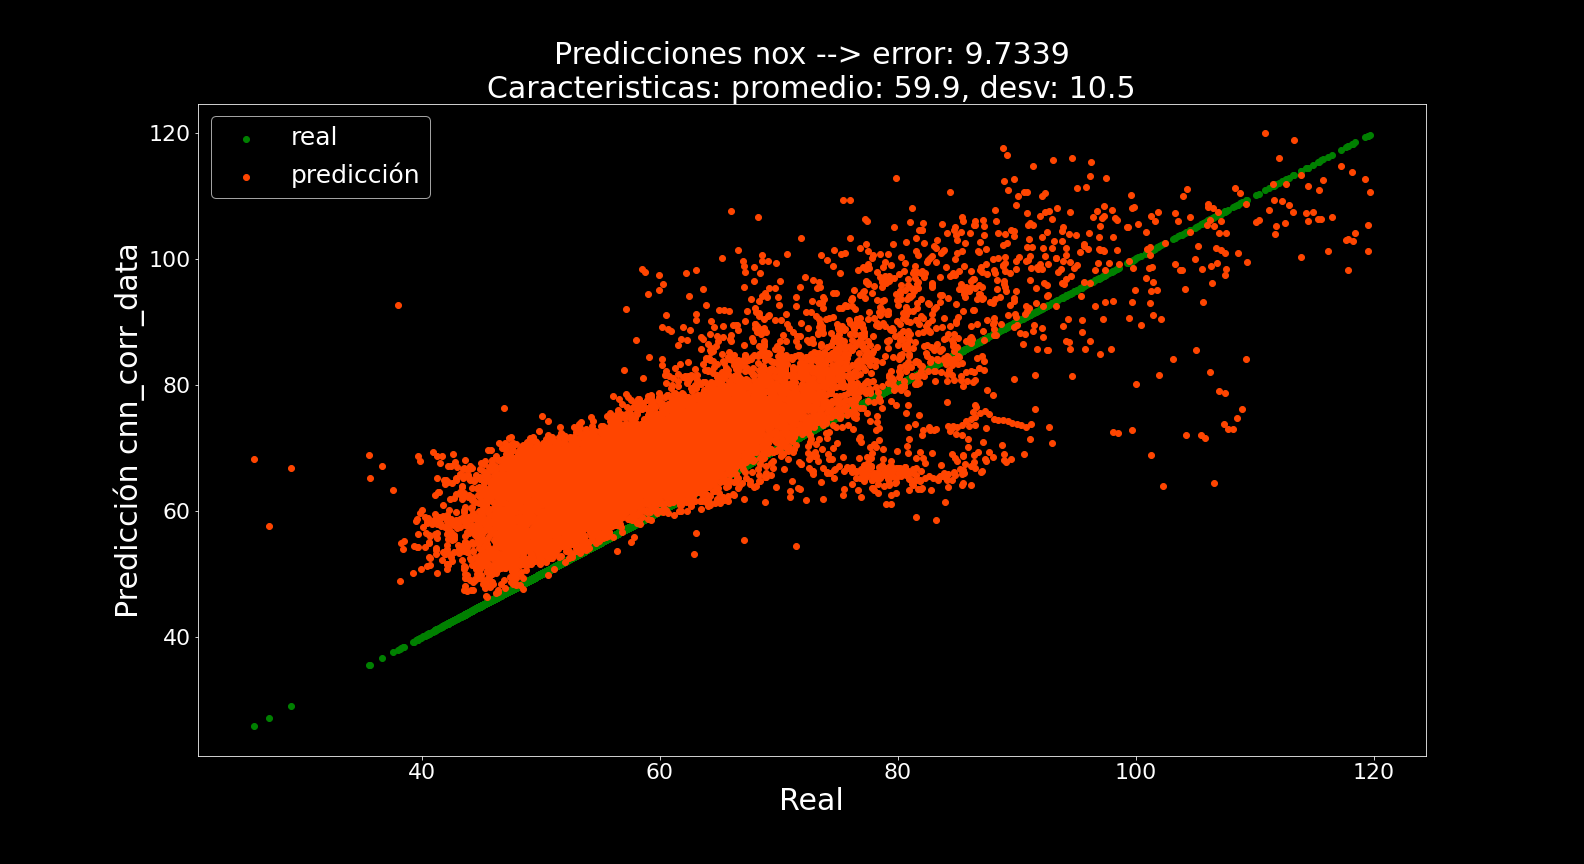 Predicciones nox --> error: 9.7339
Caracteristicas: promedio: 59.9, desv: 10.5
real
predicción
Predicción cnn_corr_data
120
100
80
60
40
40
60
80
100
120
Real